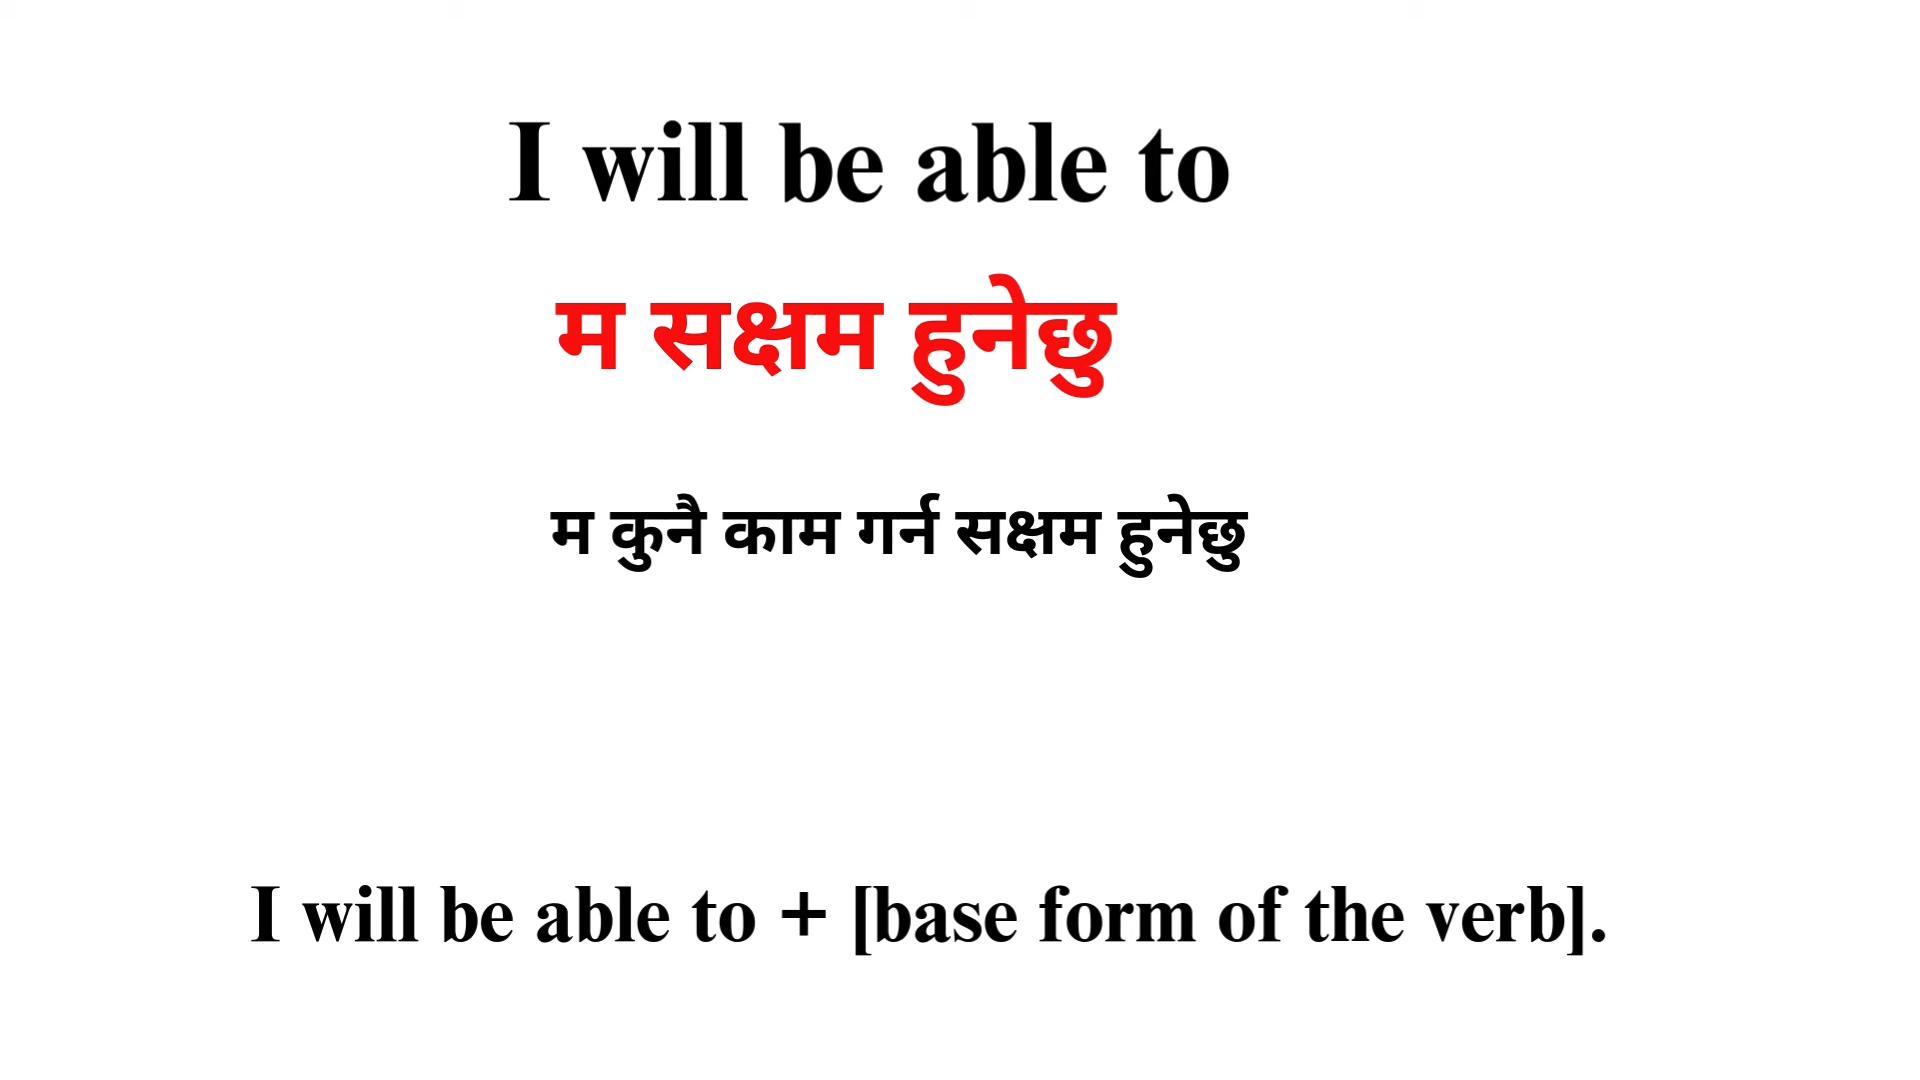 I will be able to
म सक्षम हुनेछु
म कुनै काम गर्न सक्षम हुनेछु
I will be able to + [base form of the verb].